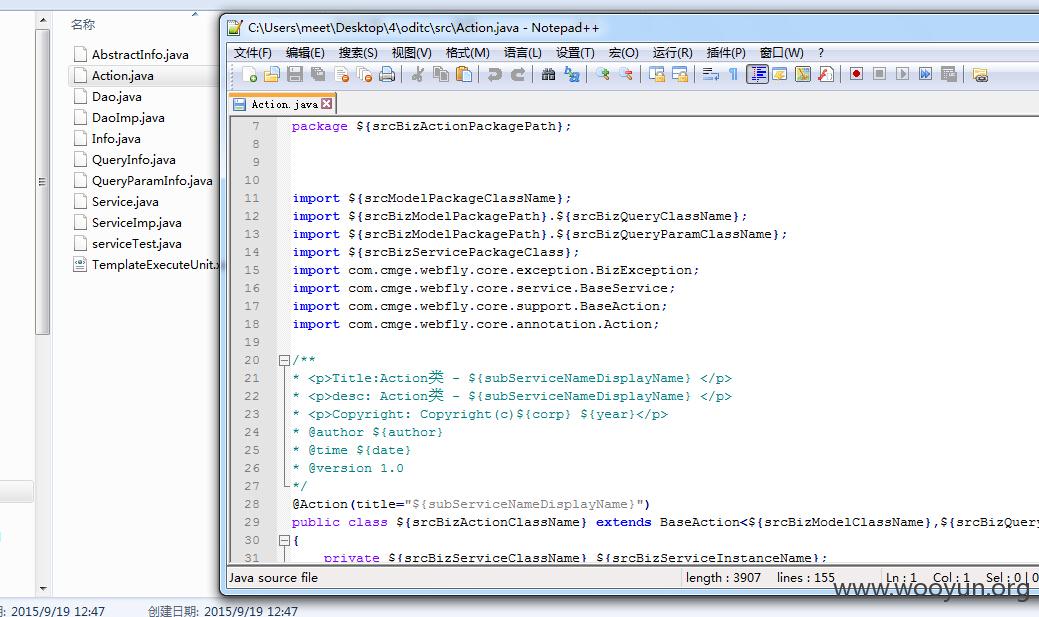 名称
AbstractInfo.java
Action.java
Dao.java
DaoImp.java
Info.java
QueryInfo.java
QueryParamInfo.java
Service.java
ServiceImp.java
serviceTest.java
TemplateExecuteUnit.x
C:\Users\meet\Desktop\4\oditc\src\Action.java - Notepad++
文件(F) 编辑(E) 搜索(S) 视图(V) 格式(M) 语言(L) 设置(T) 宏(O) 运行(R) 插件(P) 窗口(W) ?
Action.java
7 package ${srcBizActionPackagePath};
8
9
10
11 import ${srcModelPackageClassName};
12 import ${srcBizModelPackagePath}.${srcBizQueryClassName};
13 import ${srcBizModelPackagePath}.${srcBizQueryParamClassName};
14 import ${srcBizServicePackageClass};
15 import com.cmge.webfly.core.exception.BizException;
16 import com.cmge.webfly.core.service.BaseService;
17 import com.cmge.webfly.core.support.BaseAction;
18 import com.cmge.webfly.core.annotation.Action;
19
20 /**
21 * <p>Title:Action类 - ${subServiceNameDisplayName} </p>
22 * <p>desc: Action类 - ${subServiceNameDisplayName} </p>
23 * <p>Copyright: Copyright(c)${corp} ${year}</p>
24 * @author ${author}
25 * @time ${date}
26 * @version 1.0
27 */
28 @Action(title="${subServiceNameDisplayName}")
29 public class ${srcBizActionClassName} extends BaseAction<${srcBizModelClassName},${srcBizQuery
30 {
31 private ${srcBizServiceClassName} ${srcBizServiceInstanceName};
Java source file length : 3907 lines : 155 Ln : 1 Col : 1 Sel : 0 | 0
www.wooyun.org
: 2015/9/19 12:47 创建日期: 2015/9/19 12:47